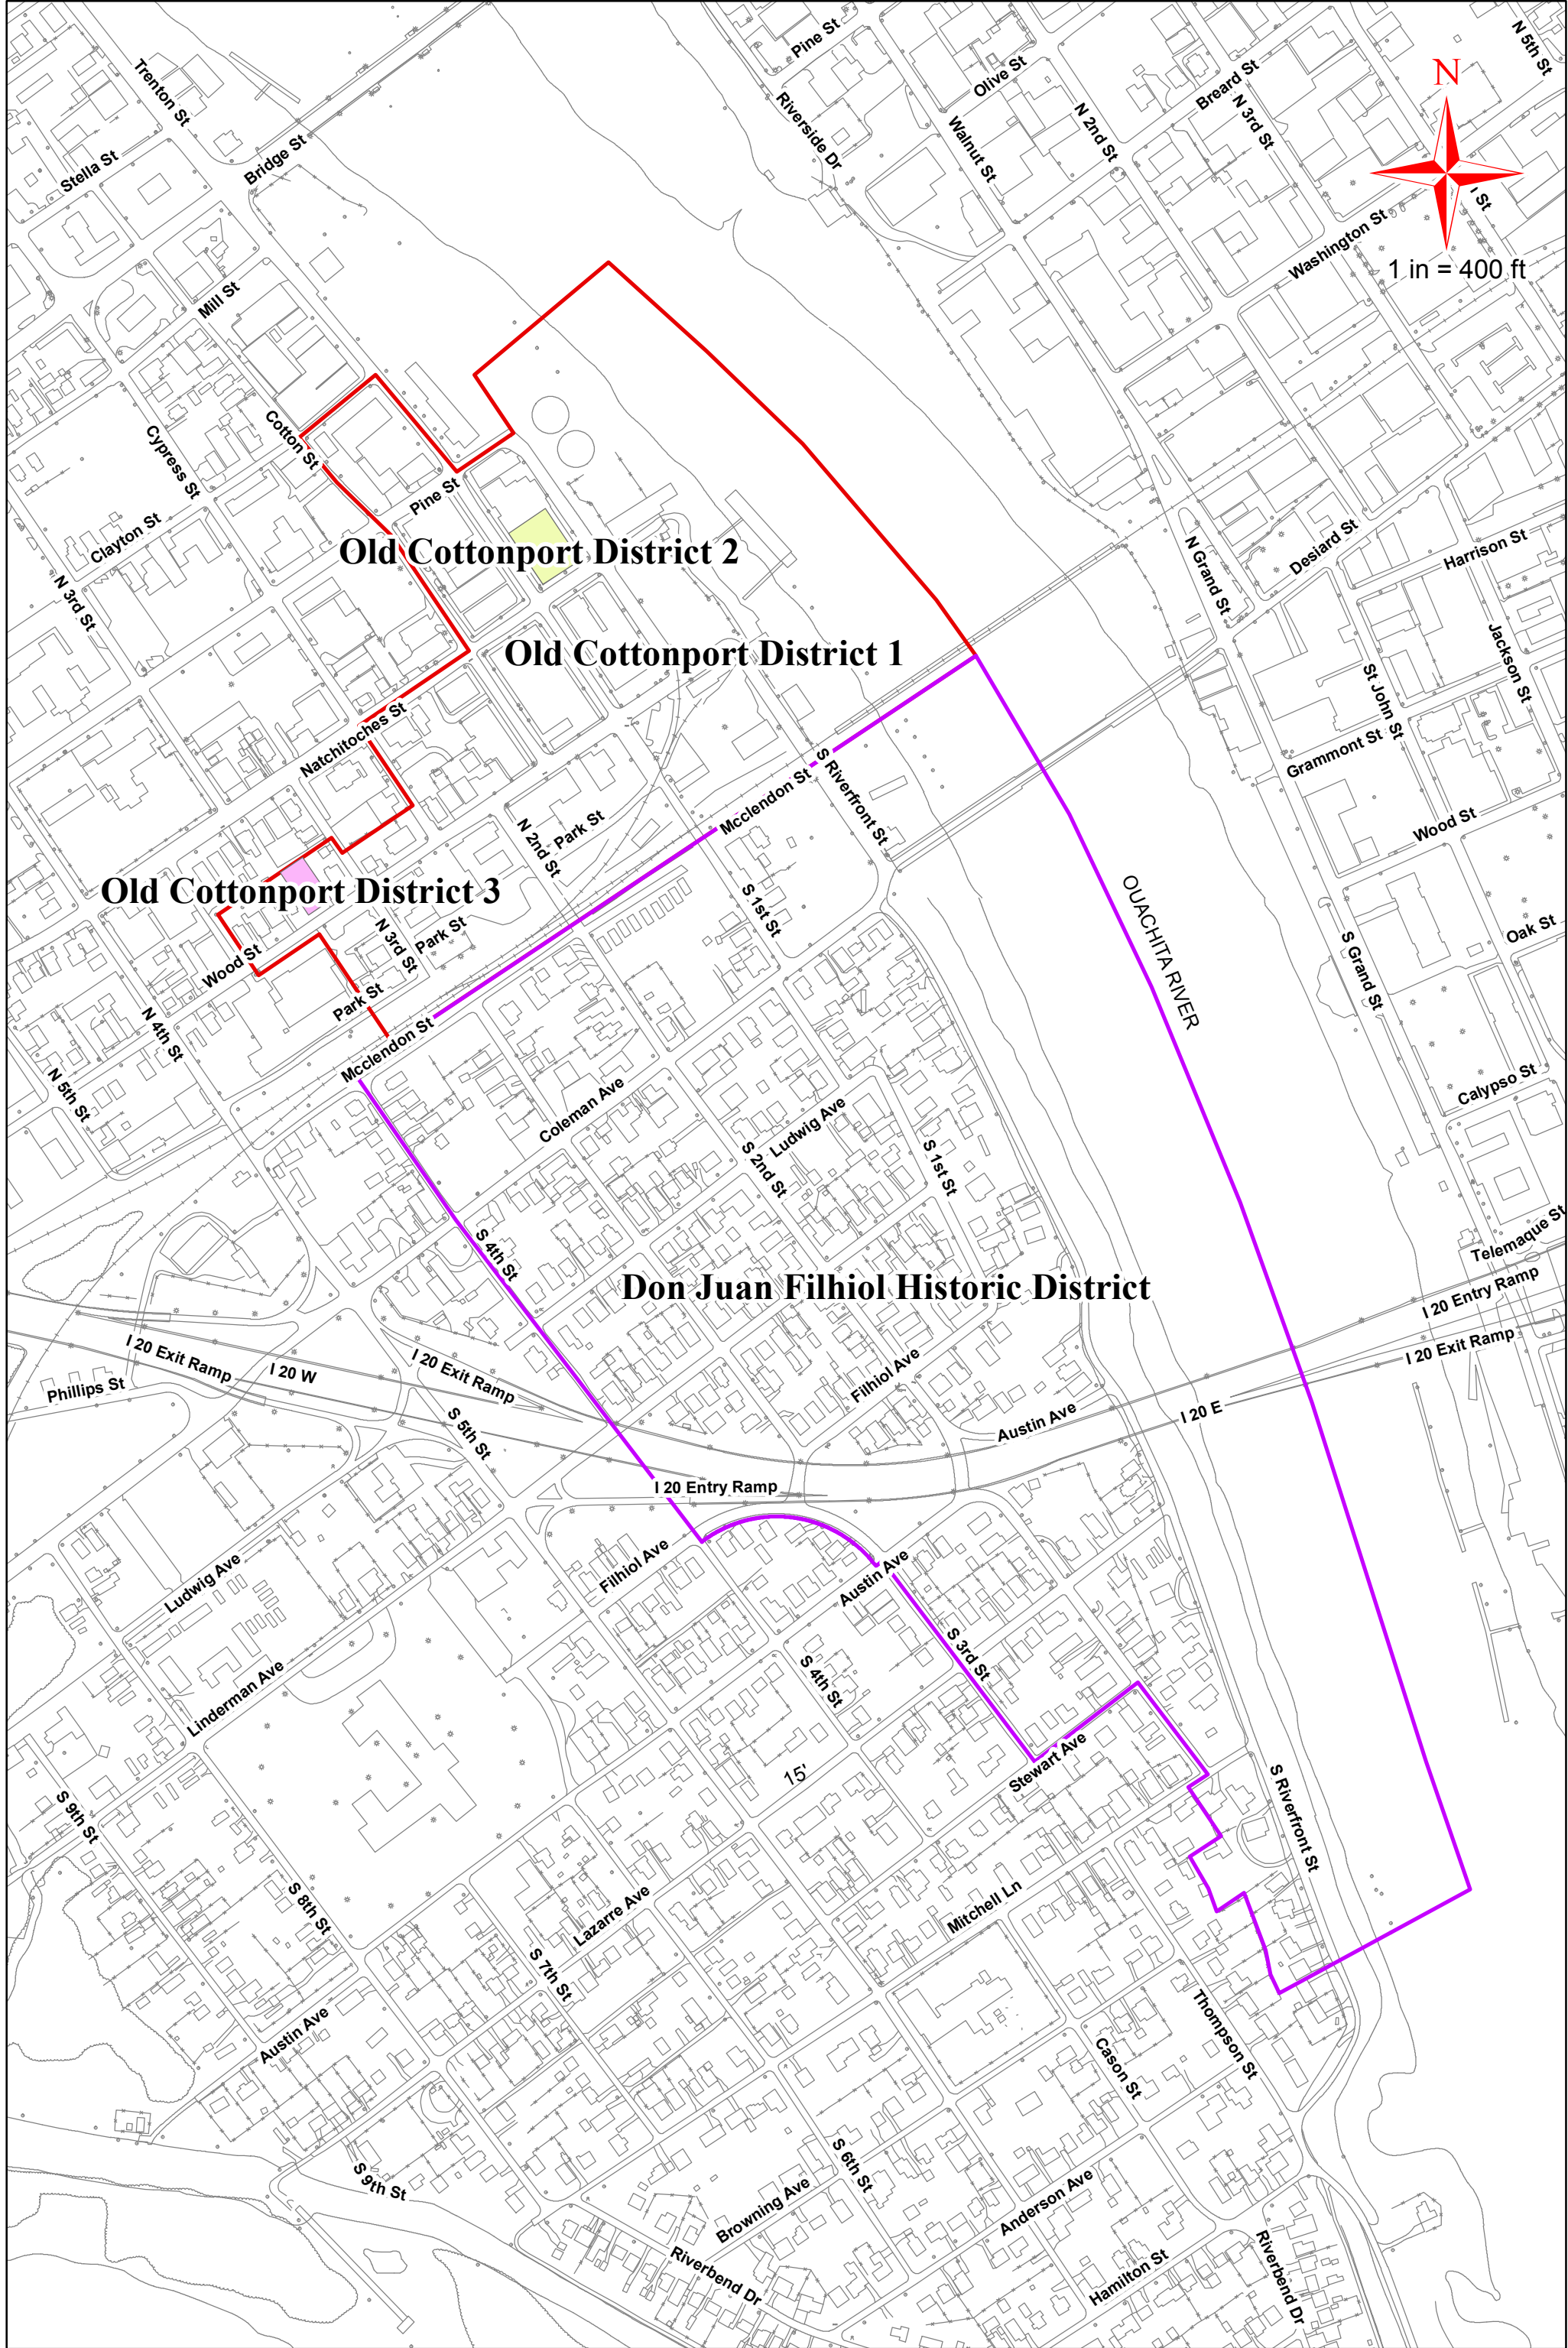 Pine St
N 5th St
Trenton St
Olive St
Breard St
N
Riverside Dr
Walnut St
N 2nd St
N 3rd St
Bridge St
Stella St
I St
Washington St
1 in = 400 ft
Mill St
Cotton St
Cypress St
Pine St
Clayton St
Old Cottonport District 2
N Grand St
Desiard St
Harrison St
N 3rd St
Old Cottonport District 1
Jackson St
St John St
Natchitoches St
Grammont St
S Riverfront St
Mcclendon St
Park St
N 2nd St
Wood St
Old Cottonport District 3
S 1st St
OUACHITA RIVER
N 3rd St
Park St
Oak St
Wood St
S Grand St
Park St
N 4th St
Mcclendon St
N 5th St
Calypso St
Coleman Ave
Ludwig Ave
S 2nd St
S 1st St
S 4th St
Telemaque St
Don Juan Filhiol Historic District
I 20 Entry Ramp
I 20 Exit Ramp
I 20 W
I 20 Exit Ramp
I 20 Exit Ramp
Filhiol Ave
Phillips St
Austin Ave
I 20 E
S 5th St
I 20 Entry Ramp
Filhiol Ave
Ludwig Ave
Austin Ave
S 3rd St
Linderman Ave
S 4th St
Stewart Ave
15'
S 9th St
S Riverfront St
S 8th St
Lazarre Ave
Mitchell Ln
S 7th St
Thompson St
Austin Ave
Cason St
S 9th St
S 6th St
Browning Ave
Anderson Ave
Riverbend Dr
Hamilton St
Riverbend Dr